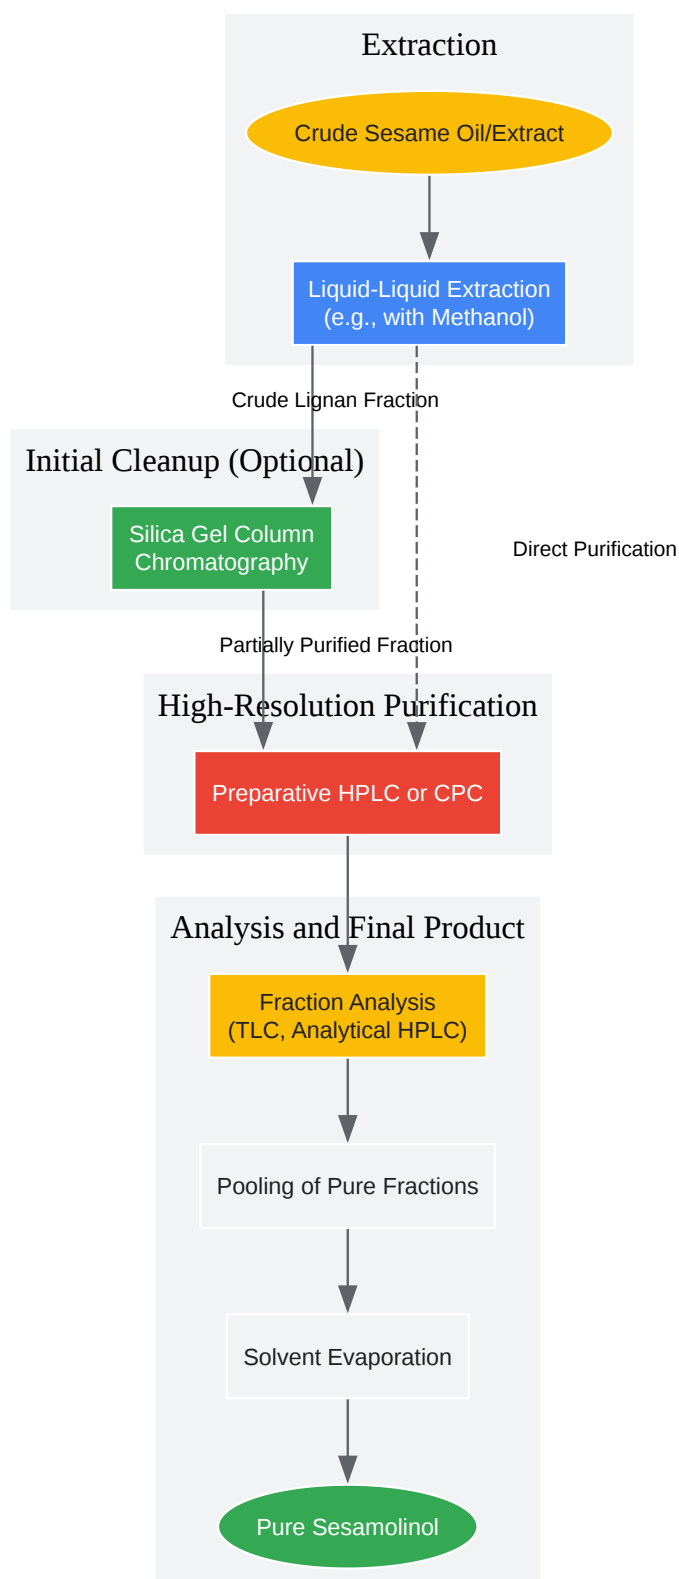 Extraction
Crude Sesame Oil/Extract
Liquid-Liquid Extraction
(e.g., with Methanol)
Crude Lignan Fraction
Initial Cleanup (Optional)
Silica Gel Column
Chromatography
Direct Purification
Partially Purified Fraction
High-Resolution Purification
Preparative HPLC or CPC
Analysis and Final Product
Fraction Analysis
(TLC, Analytical HPLC)
Pooling of Pure Fractions
Solvent Evaporation
Pure Sesamolinol